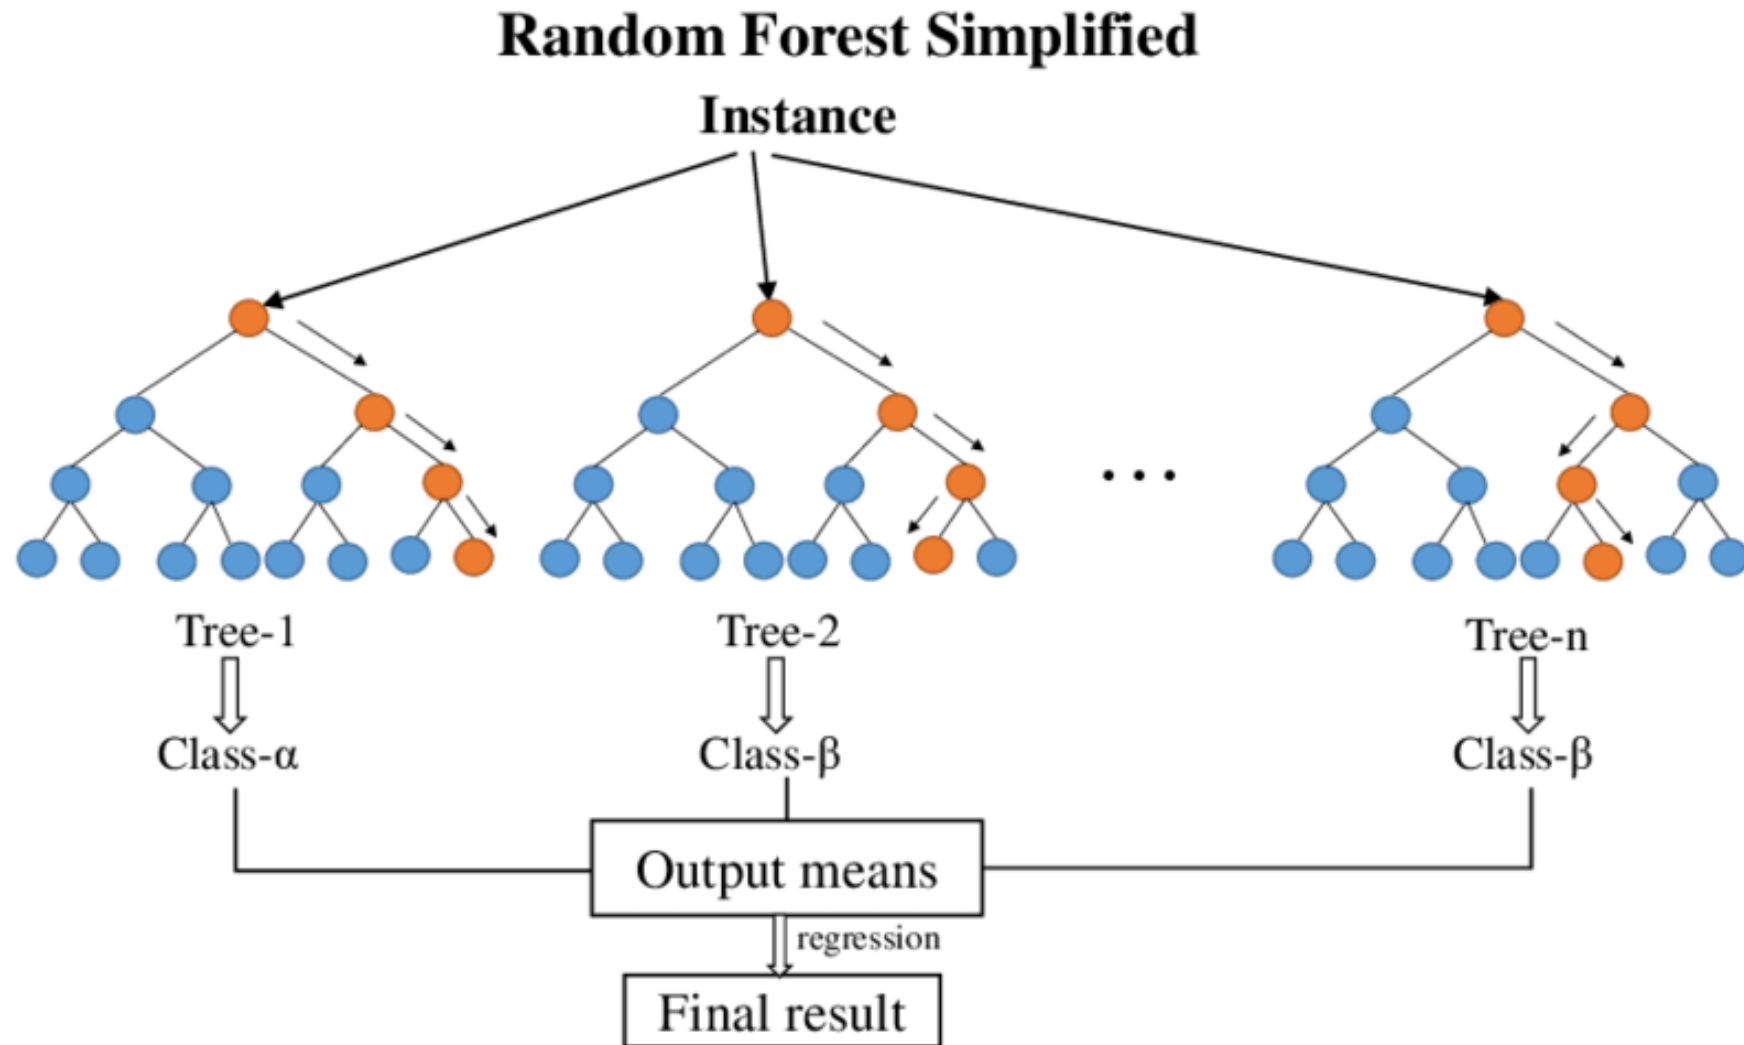 Random Forest Simplified
Instance
. . .
Tree-1
Tree-2
Tree-n
Class-α
Class-β
Class-β
Output means
regression
Final result